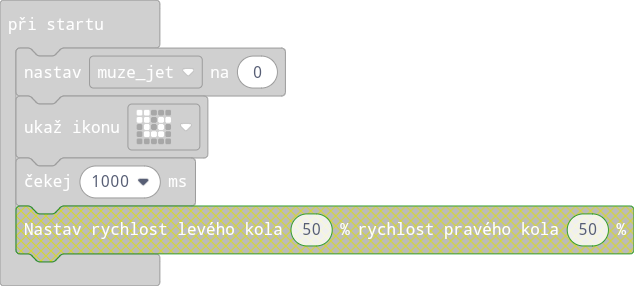 při startu
nastav muze_jet na 0
ukaž ikonu
čekej 1000 ms
Nastav rychlost levého kola 50 % rychlost pravého kola 50 %